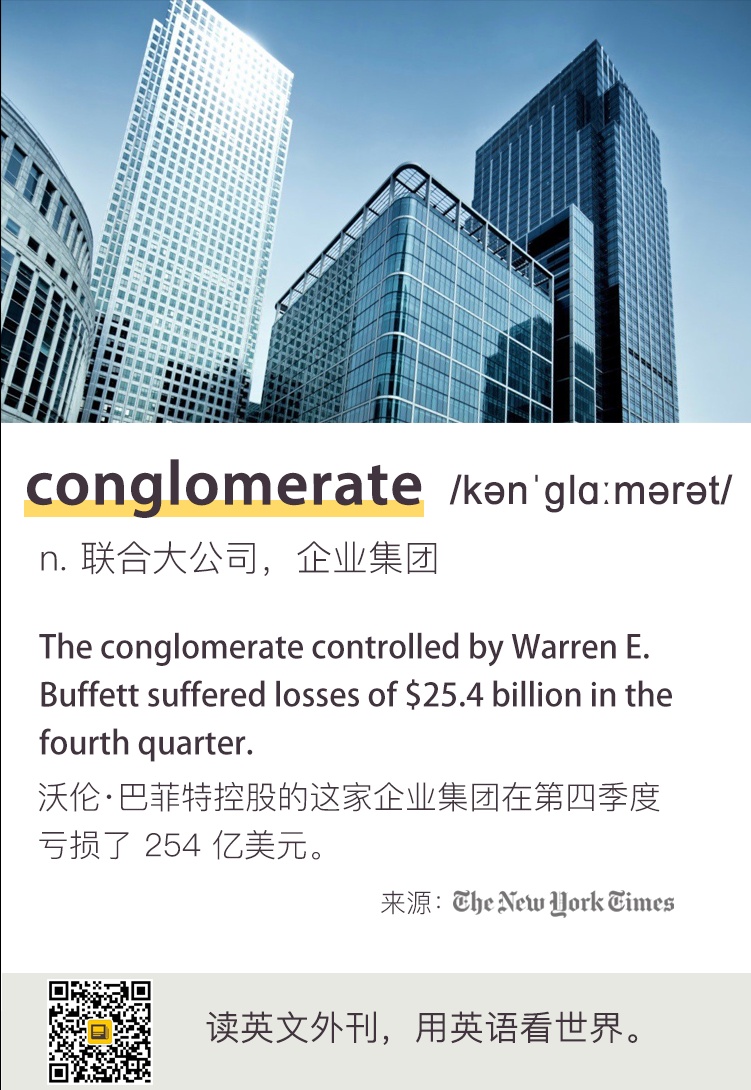 conglomerate /kənˈɡlɑːmərət/
n. 联合大公司，企业集团
The conglomerate controlled by Warren E.
Buffett suffered losses of $25.4 billion in the
fourth quarter.
沃伦·巴菲特控股的这家企业集团在第四季度
亏损了 254 亿美元。
来源：The New York Times
读英文外刊，用英语看世界。